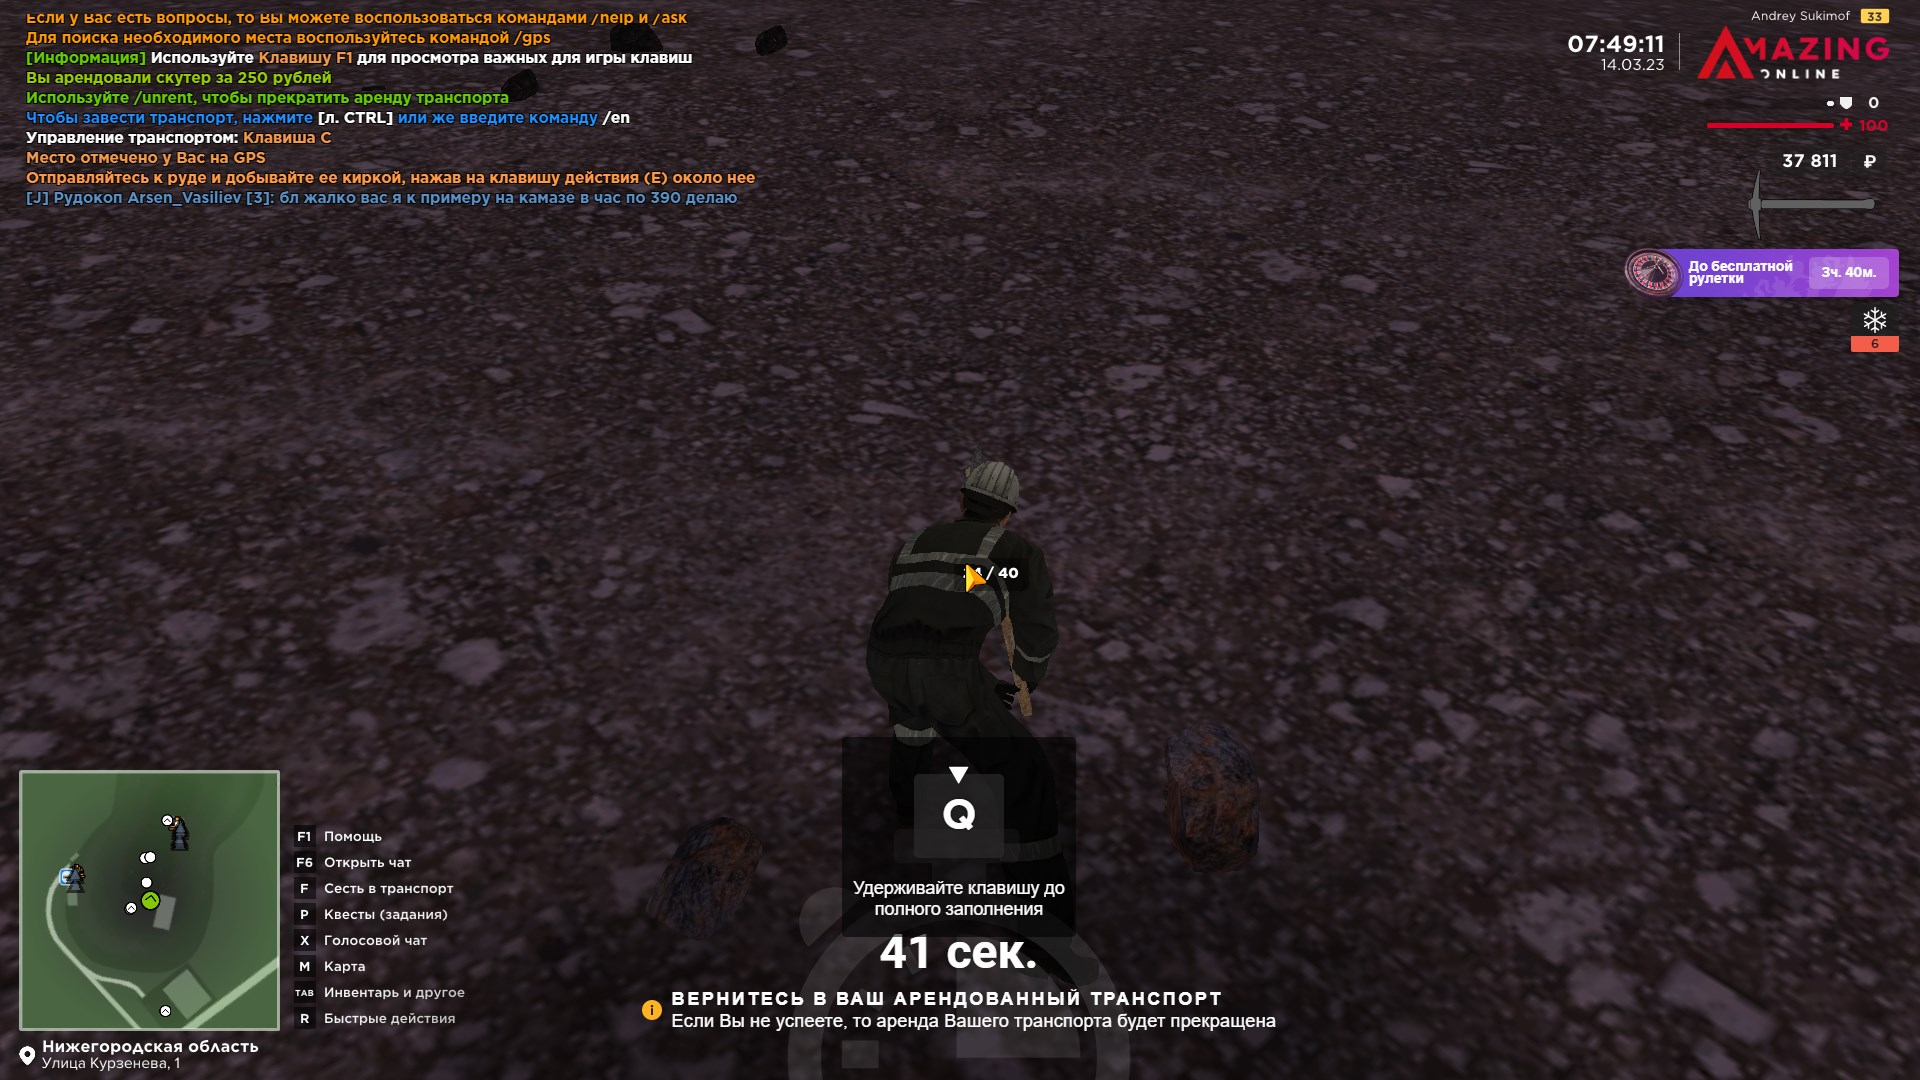 Если у Вас есть вопросы, то Вы можете воспользоваться командами /help и /ask
Для поиска необходимого места воспользуйтесь командой /gps
[Информация] Используйте Клавишу F1 для просмотра важных для игры клавиш
Вы арендовали скутер за 250 рублей
Используйте /unrent, чтобы прекратить аренду транспорта
Чтобы завести транспорт, нажмите [л. CTRL] или же введите команду /en
Управление транспортом: Клавиша C
Место отмечено у Вас на GPS
Отправляйтесь к руде и добывайте ее киркой, нажав на клавишу действия (E) около нее
[J] Рудокоп Arsen_Vasiliev [3]: бл жалко вас я к примеру на камазе в час по 390 делаю
Andrey Sukimof 33
07:49:11
14.03.23
AMAZING
ONLINE
0
100
37 811 ₽
До бесплатной
рулетки
3ч. 40м.
6
/ 40
Q
Удерживайте клавишу до
полного заполнения
41 сек.
ВЕРНИТЕСЬ В ВАШ АРЕНДОВАННЫЙ ТРАНСПОРТ
Если Вы не успеете, то аренда Вашего транспорта будет прекращена
F1 Помощь
F6 Открыть чат
F Сесть в транспорт
P Квесты (задания)
X Голосовой чат
M Карта
TAB Инвентарь и другое
R Быстрые действия
Нижегородская область
Улица Курзенева, 1